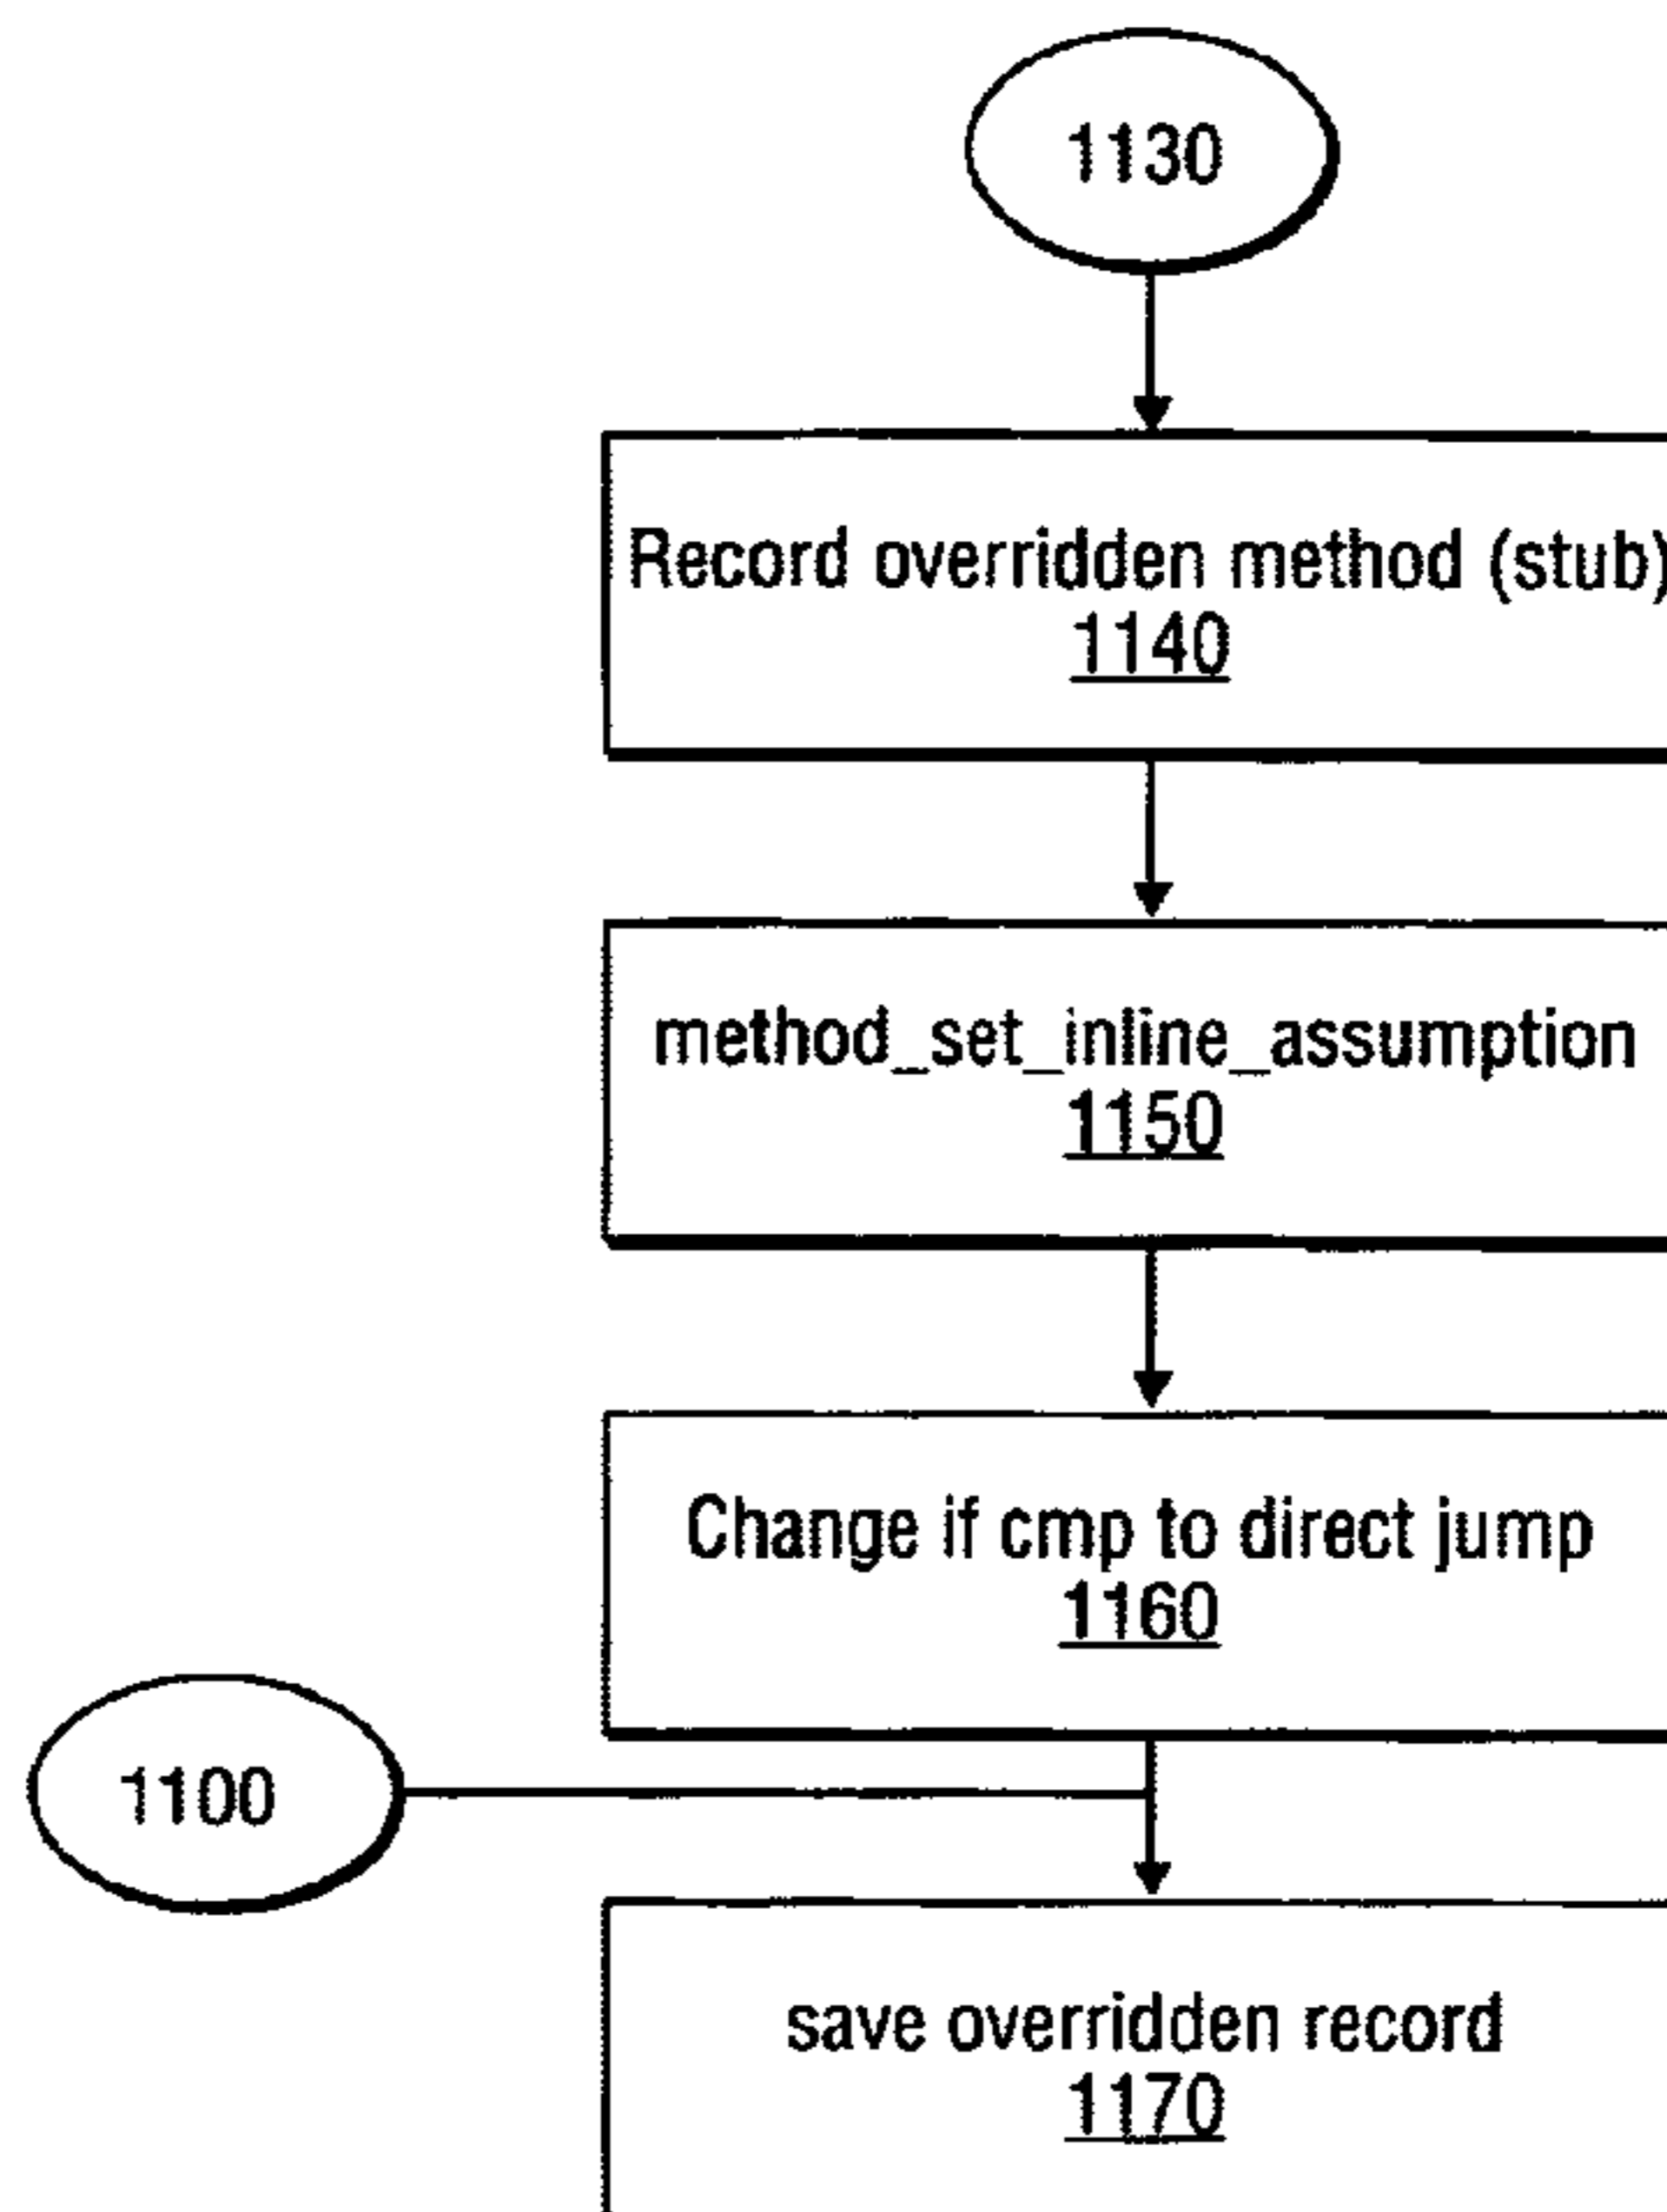 1130
Record overridden method (stub)
1140
method_set_inline_assumption
1150
Change if cmp to direct jump
1160
1100
save overridden record
1170